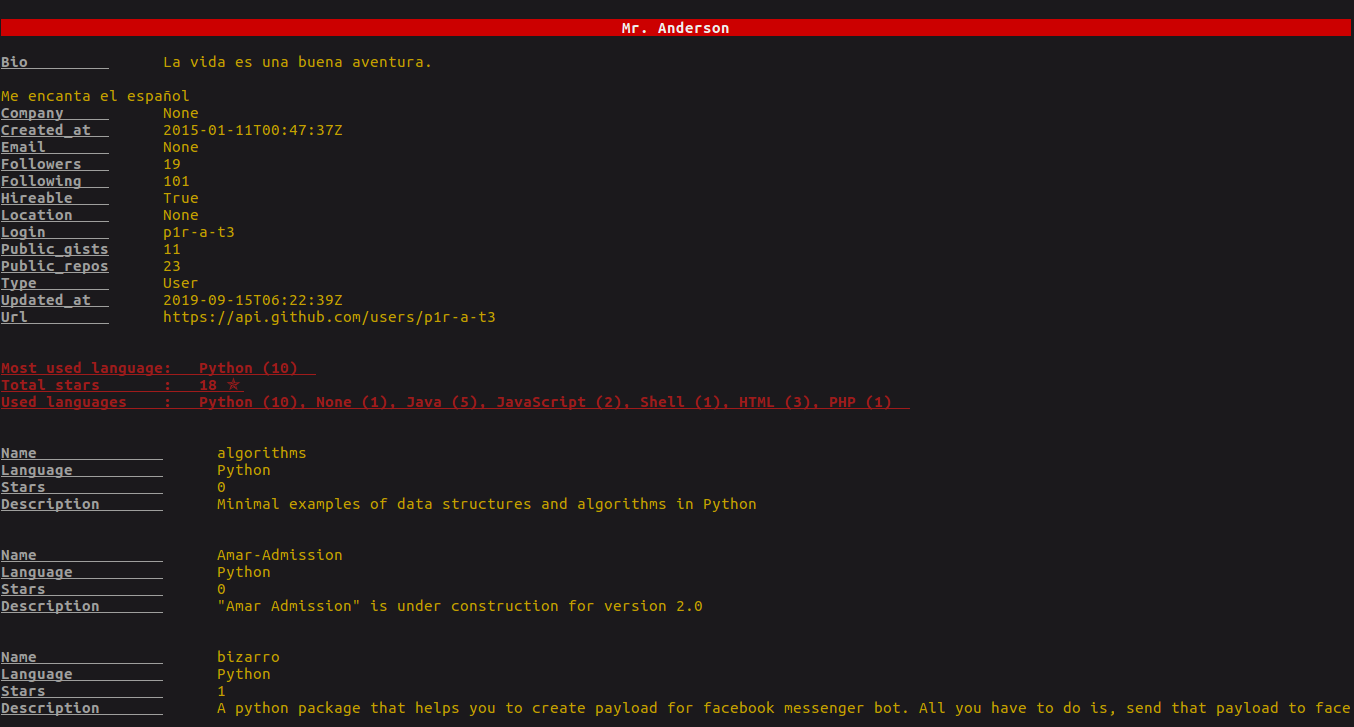 Mr. Anderson
Bio La vida es una buena aventura.
Me encanta el español
Company None
Created_at 2015-01-11T00:47:37Z
Email None
Followers 19
Following 101
Hireable True
Location None
Login p1r-a-t3
Public_gists 11
Public_repos 23
Type User
Updated_at 2019-09-15T06:22:39Z
Url https://api.github.com/users/p1r-a-t3
Most used language: Python (10)
Total stars : 18 ★
Used languages : Python (10), None (1), Java (5), JavaScript (2), Shell (1), HTML (3), PHP (1)
Name algorithms
Language Python
Stars 0
Description Minimal examples of data structures and algorithms in Python
Name Amar-Admission
Language Python
Stars 0
Description "Amar Admission" is under construction for version 2.0
Name bizarro
Language Python
Stars 1
Description A python package that helps you to create payload for facebook messenger bot. All you have to do is, send that payload to face